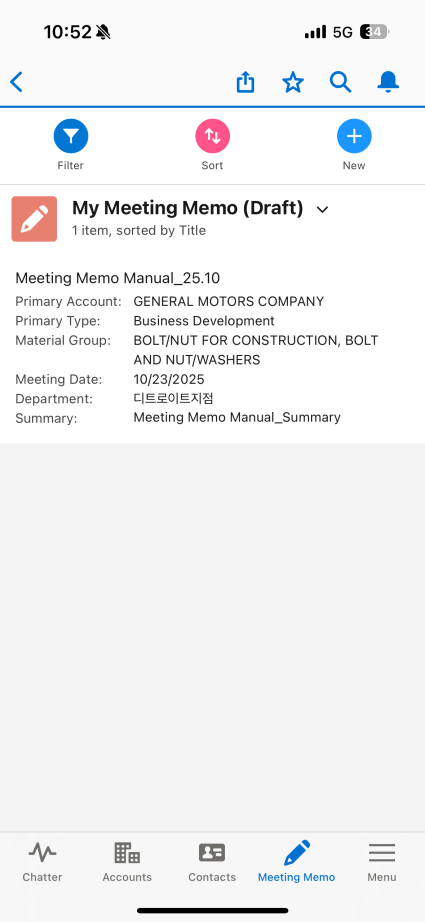 10:52
5G
34
Filter
Sort
New
My Meeting Memo (Draft)
1 item, sorted by Title
Meeting Memo Manual_25.10
Primary Account: GENERAL MOTORS COMPANY
Primary Type: Business Development
Material Group: BOLT/NUT FOR CONSTRUCTION, BOLT
AND NUT/WASHERS
Meeting Date: 10/23/2025
Department: 디트로이트지점
Summary: Meeting Memo Manual_Summary
Chatter
Accounts
Contacts
Meeting Memo
Menu